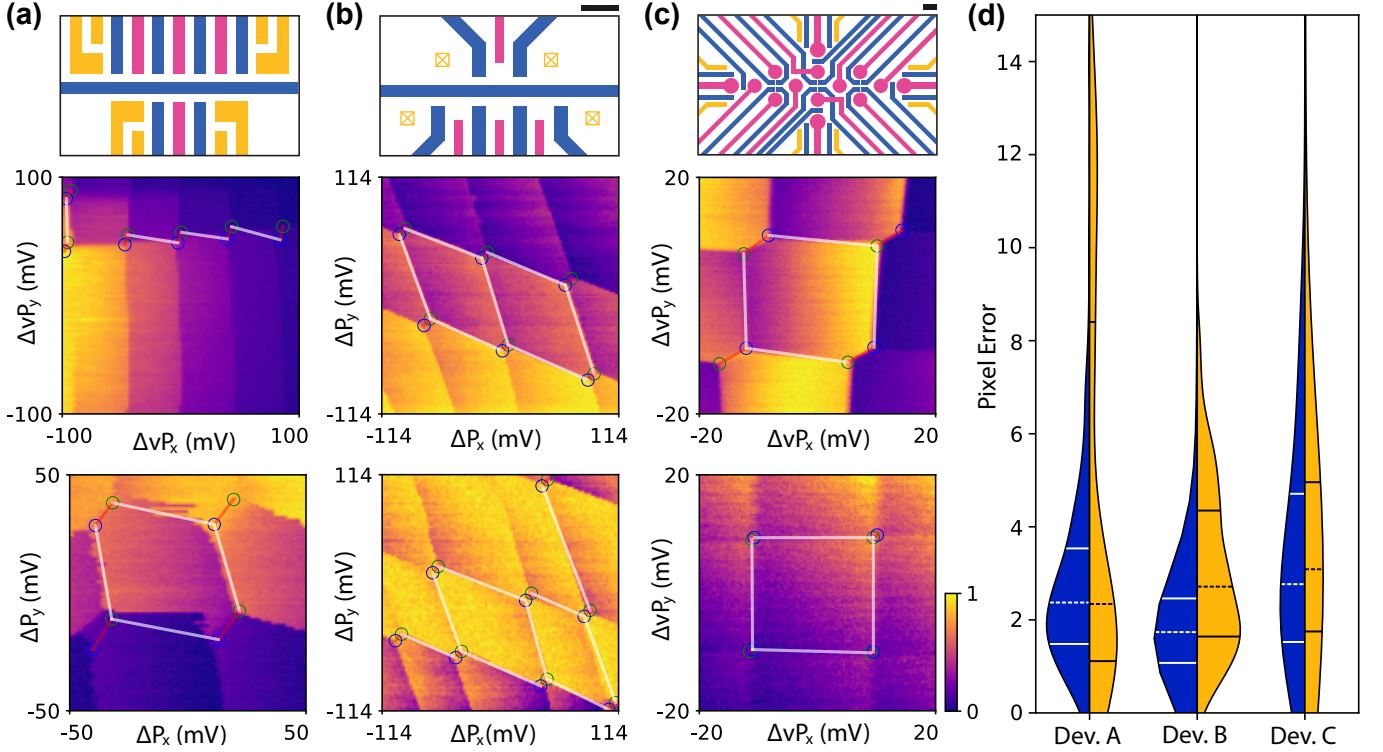 (a)
(b)
(c)
(d)
100
ΔvPy (mV)
-100
-100
ΔvPx (mV)
100
114
ΔPy (mV)
-114
-114
ΔPx (mV)
114
20
ΔvPy (mV)
-20
-20
ΔvPx (mV)
20
50
ΔPy (mV)
-50
-50
ΔPx (mV)
50
114
ΔPy (mV)
-114
-114
ΔPx(mV)
114
20
ΔvPy (mV)
-20
-20
ΔvPx (mV)
20
1
0
Pixel Error
14
12
10
8
6
4
2
0
Dev. A
Dev. B
Dev. C